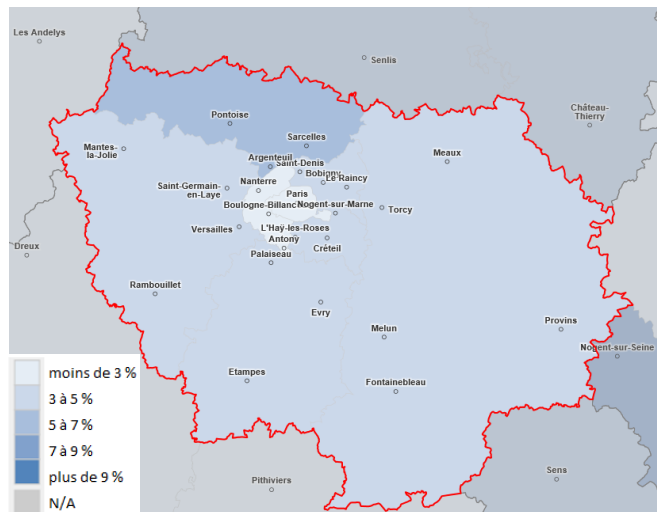 Les Andelys
Senlis
Château-
Thierry
Pontoise
Sarcelles
Mantes-
la-Jolie
Meaux
Argenteuil
Saint-Denis
Bobigny
Le Raincy
Nanterre
Saint-Germain-
en-Laye
Paris
Boulogne-Billanc
Nogent-sur-Marne
Torcy
Versailles
L'Haÿ-les-Roses
Antony
Créteil
Dreux
Palaiseau
Rambouillet
Evry
Melun
Provins
Nogent-sur-Seine
Etampes
Fontainebleau
Pithiviers
Sens
moins de 3 %
3 à 5 %
5 à 7 %
7 à 9 %
plus de 9 %
N/A